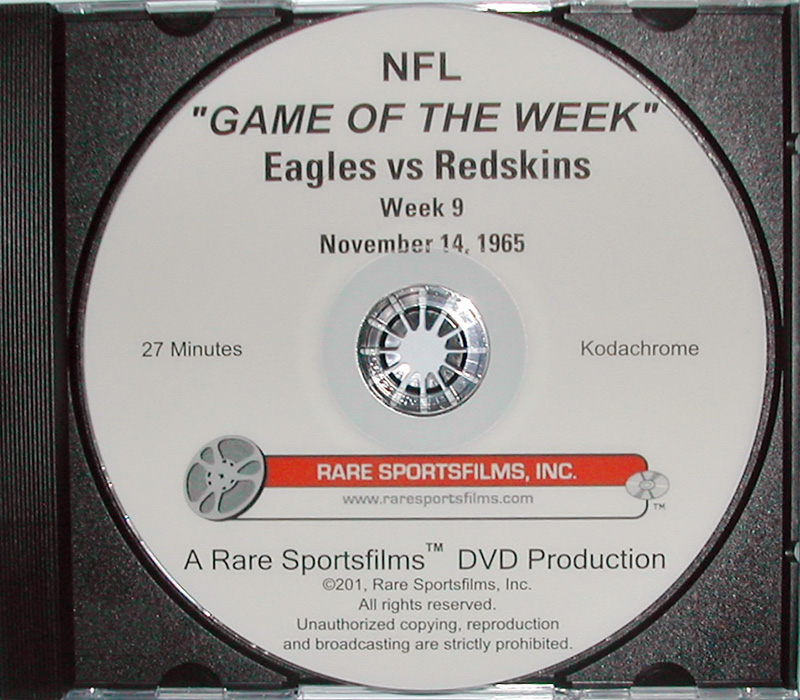 NFL
"GAME OF THE WEEK"
Eagles vs Redskins
Week 9
November 14, 1965
27 Minutes
Kodachrome
RARE SPORTSFILMS, INC.
www.raresportsfilms.com
TM
A Rare Sportsfilms™ DVD Production
©201, Rare Sportsfilms, Inc.
All rights reserved.
Unauthorized copying, reproduction
and broadcasting are strictly prohibited.